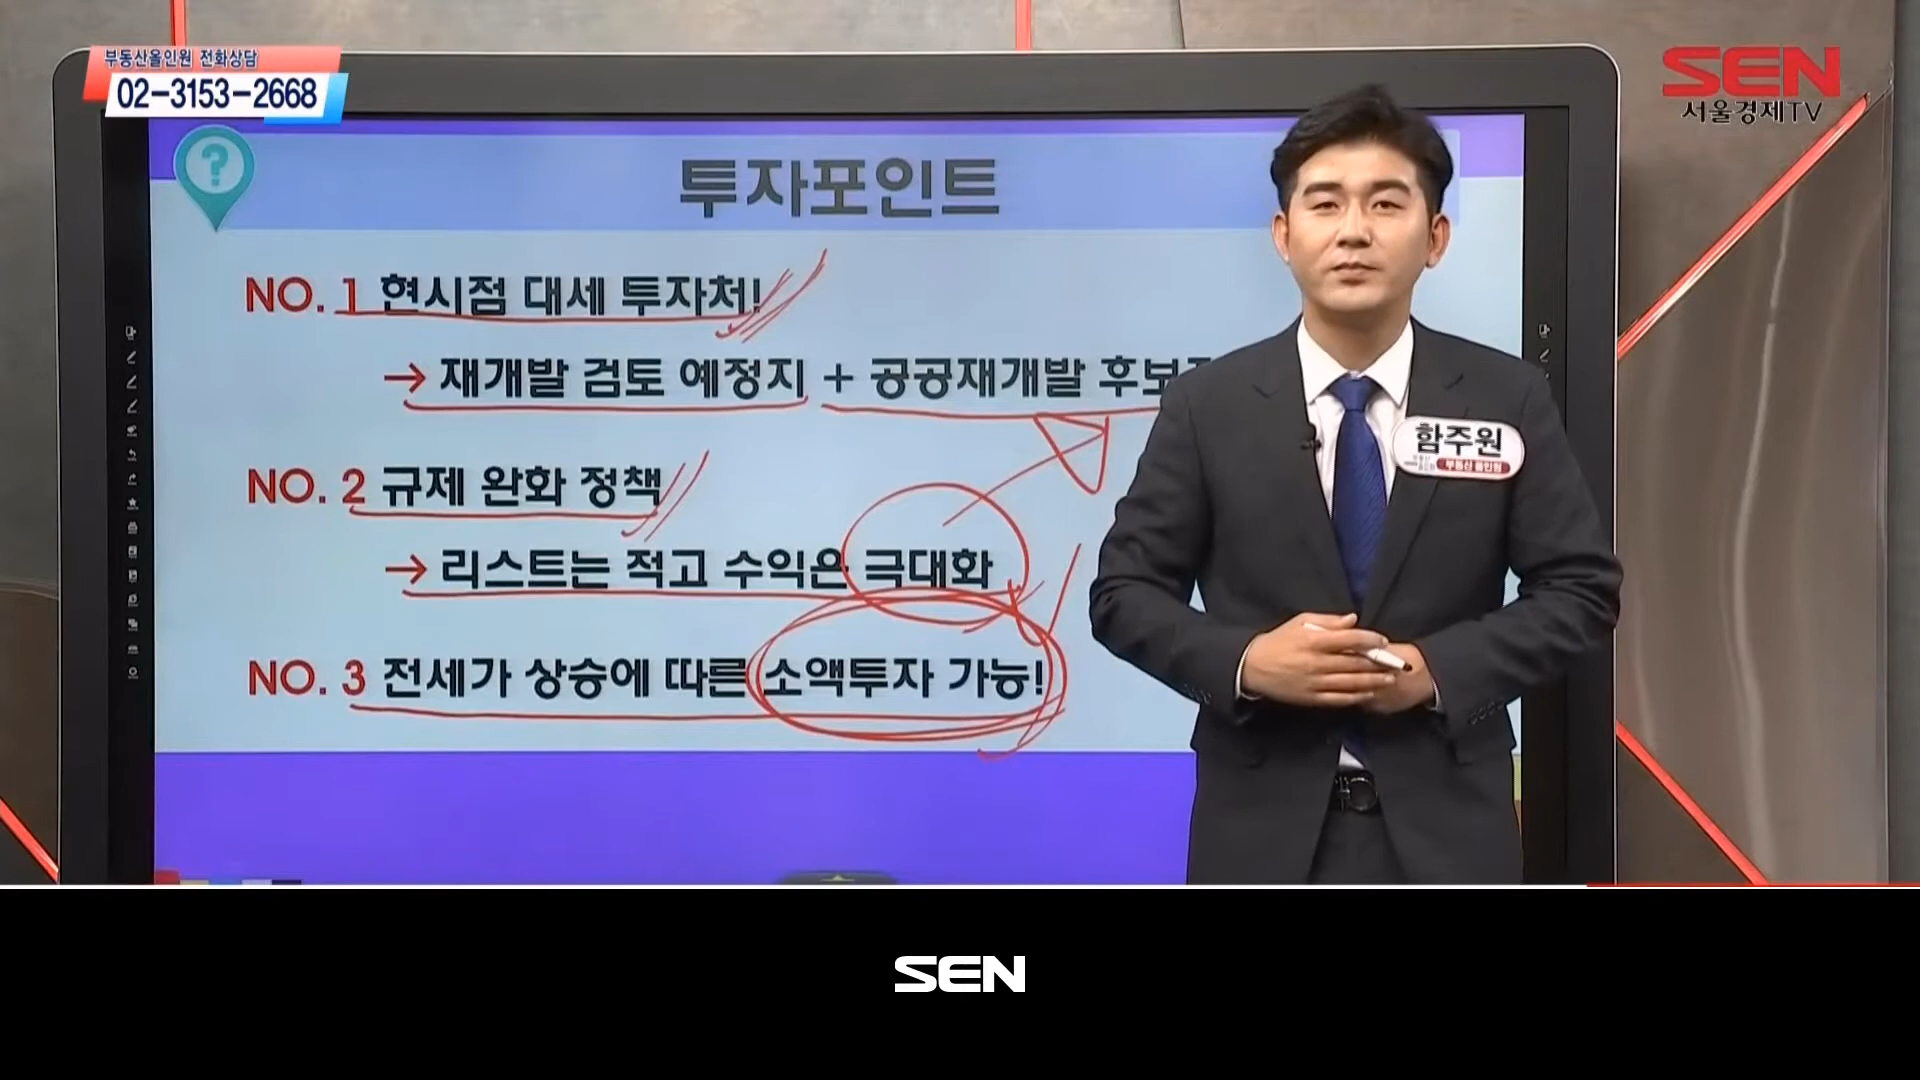 부동산올인원 전화상담
02-3153-2668
SEN
서울경제TV
투자포인트
NO. 1 현시점 대세 투자처!
→ 재개발 검토 예정지 + 공공재개발 후보
NO. 2 규제 완화 정책
→ 리스트는 적고 수익은 극대화
NO. 3 전세가 상승에 따른 소액투자 가능!
함주원
부동산 올인원
SEN